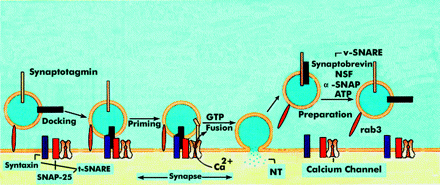 Synaptotagmin
Docking
Syntaxin
SNAP-25
t-SNARE
Priming
GTP
Fusion
Ca2+
Synapse
NT
v-SNARE
Synaptobrevin
NSF
α-SNAP
ATP
Preparation
rab3
Calcium Channel